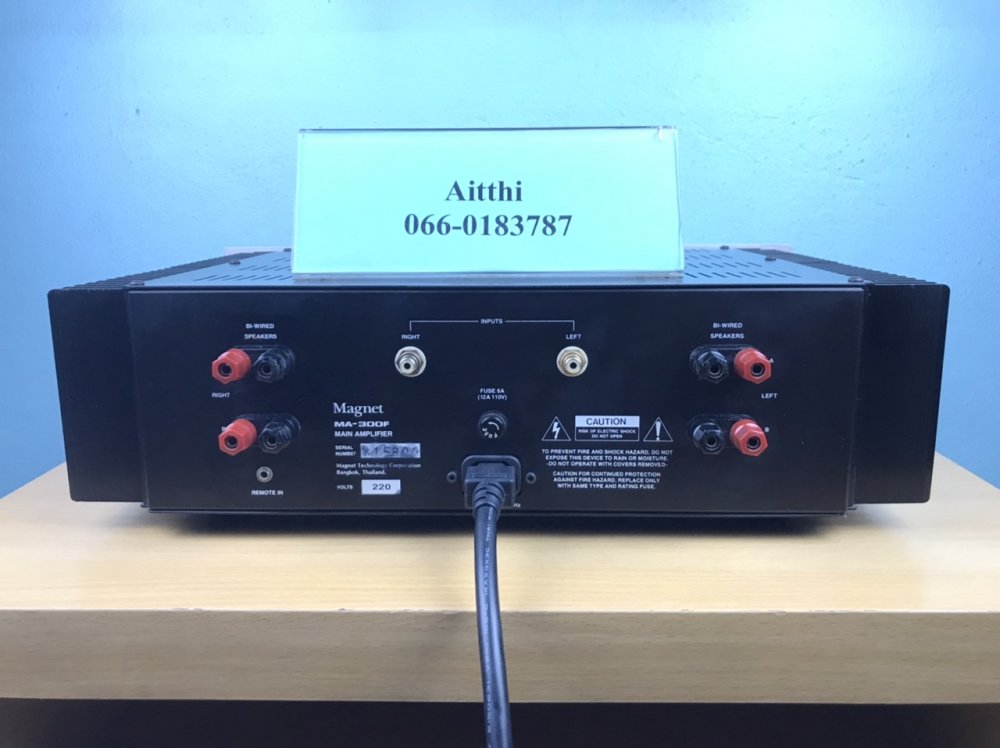 Aitthi
066-0183787
BI-WIRED
SPEAKERS
INPUTS
RIGHT
LEFT
BI-WIRED
SPEAKERS
A
RIGHT
LEFT
FUSE 6A
(12A 110V)
Magnet
MA-300F
MAIN AMPLIFIER
SERIAL
NUMBER
Magnet Technology Corporation
Bangkok, Thailand.
VOLTS 220
REMOTE IN
CAUTION
RISK OF ELECTRIC SHOCK
DO NOT OPEN
B
TO PREVENT FIRE AND SHOCK HAZARD, DO NOT
EXPOSE THIS DEVICE TO RAIN OR MOISTURE.
-DO NOT OPERATE WITH COVERS REMOVED-
CAUTION FOR CONTINUED PROTECTION
AGAINST FIRE HAZARD, REPLACE ONLY
WITH SAME TYPE AND RATING FUSE.
Hz